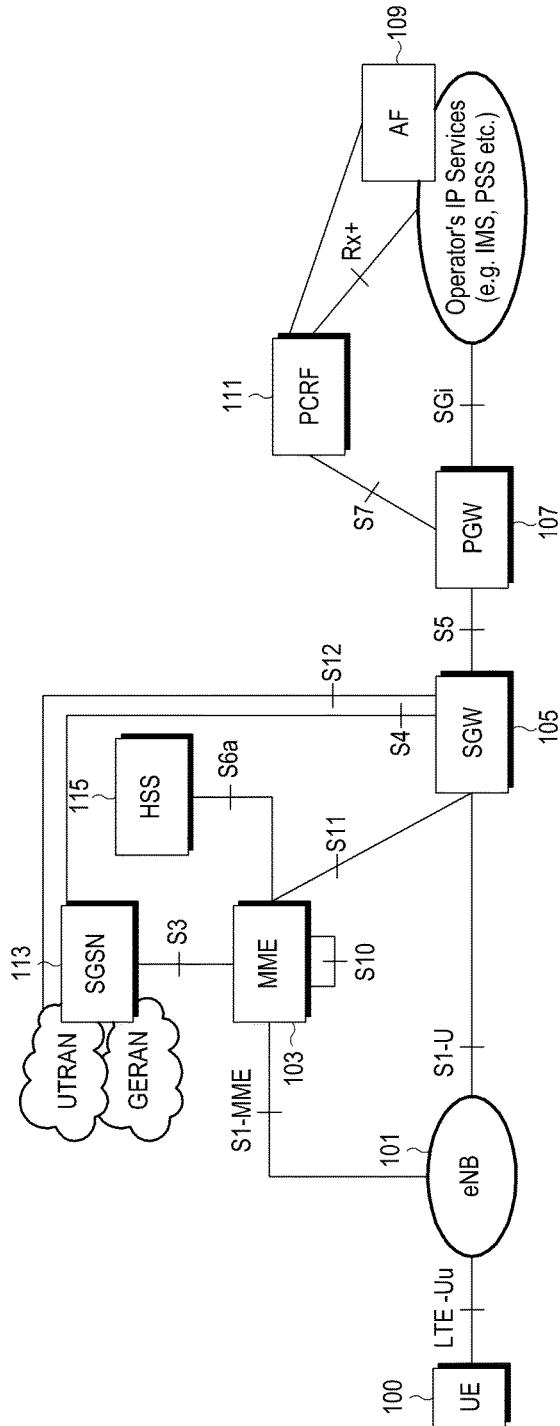 UTRAN
GERAN
113
SGSN
115
HSS
S12
S4
S6a
S3
MME
103
S10
S11
S1-MME
111
PCRF
Rx+
AF
109
S7
100
UE
LTE -Uu
101
eNB
S1-U
SGW
105
S5
PGW
107
SGi
Operator's IP Services
(e.g. IMS, PSS etc.)